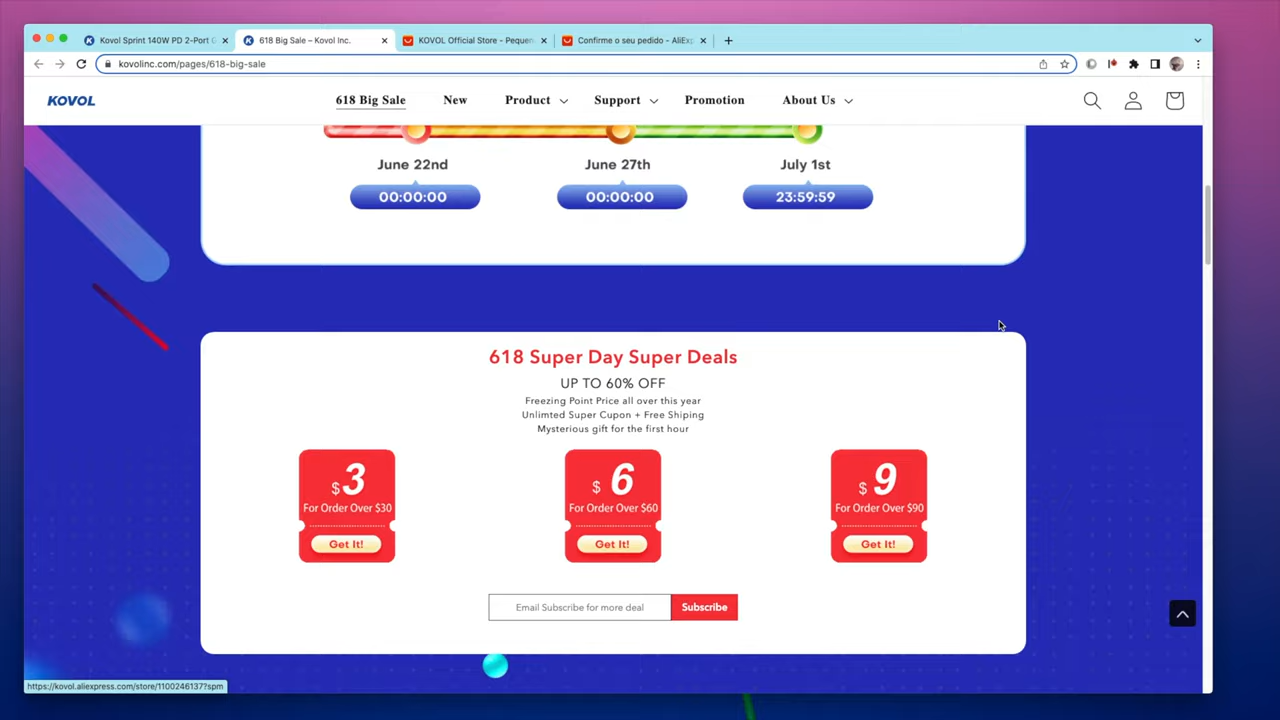 Kovol Sprint 140W PD 2-Port G
618 Big Sale – Kovol Inc.
KOVOL Official Store - Pequen
Confirme o seu pedido - AliExp
kovolinc.com/pages/618-big-sale
KOVOL
618 Big Sale
New
Product
Support
Promotion
About Us
June 22nd
June 27th
July 1st
00:00:00
00:00:00
23:59:59
618 Super Day Super Deals
UP TO 60% OFF
Freezing Point Price all over this year
Unlimted Super Cupon + Free Shiping
Mysterious gift for the first hour
$ 3
For Order Over $30
Get It!
$ 6
For Order Over $60
Get It!
$ 9
For Order Over $90
Get It!
Email Subscribe for more deal
Subscribe
https://kovol.aliexpress.com/store/1100246137?spm